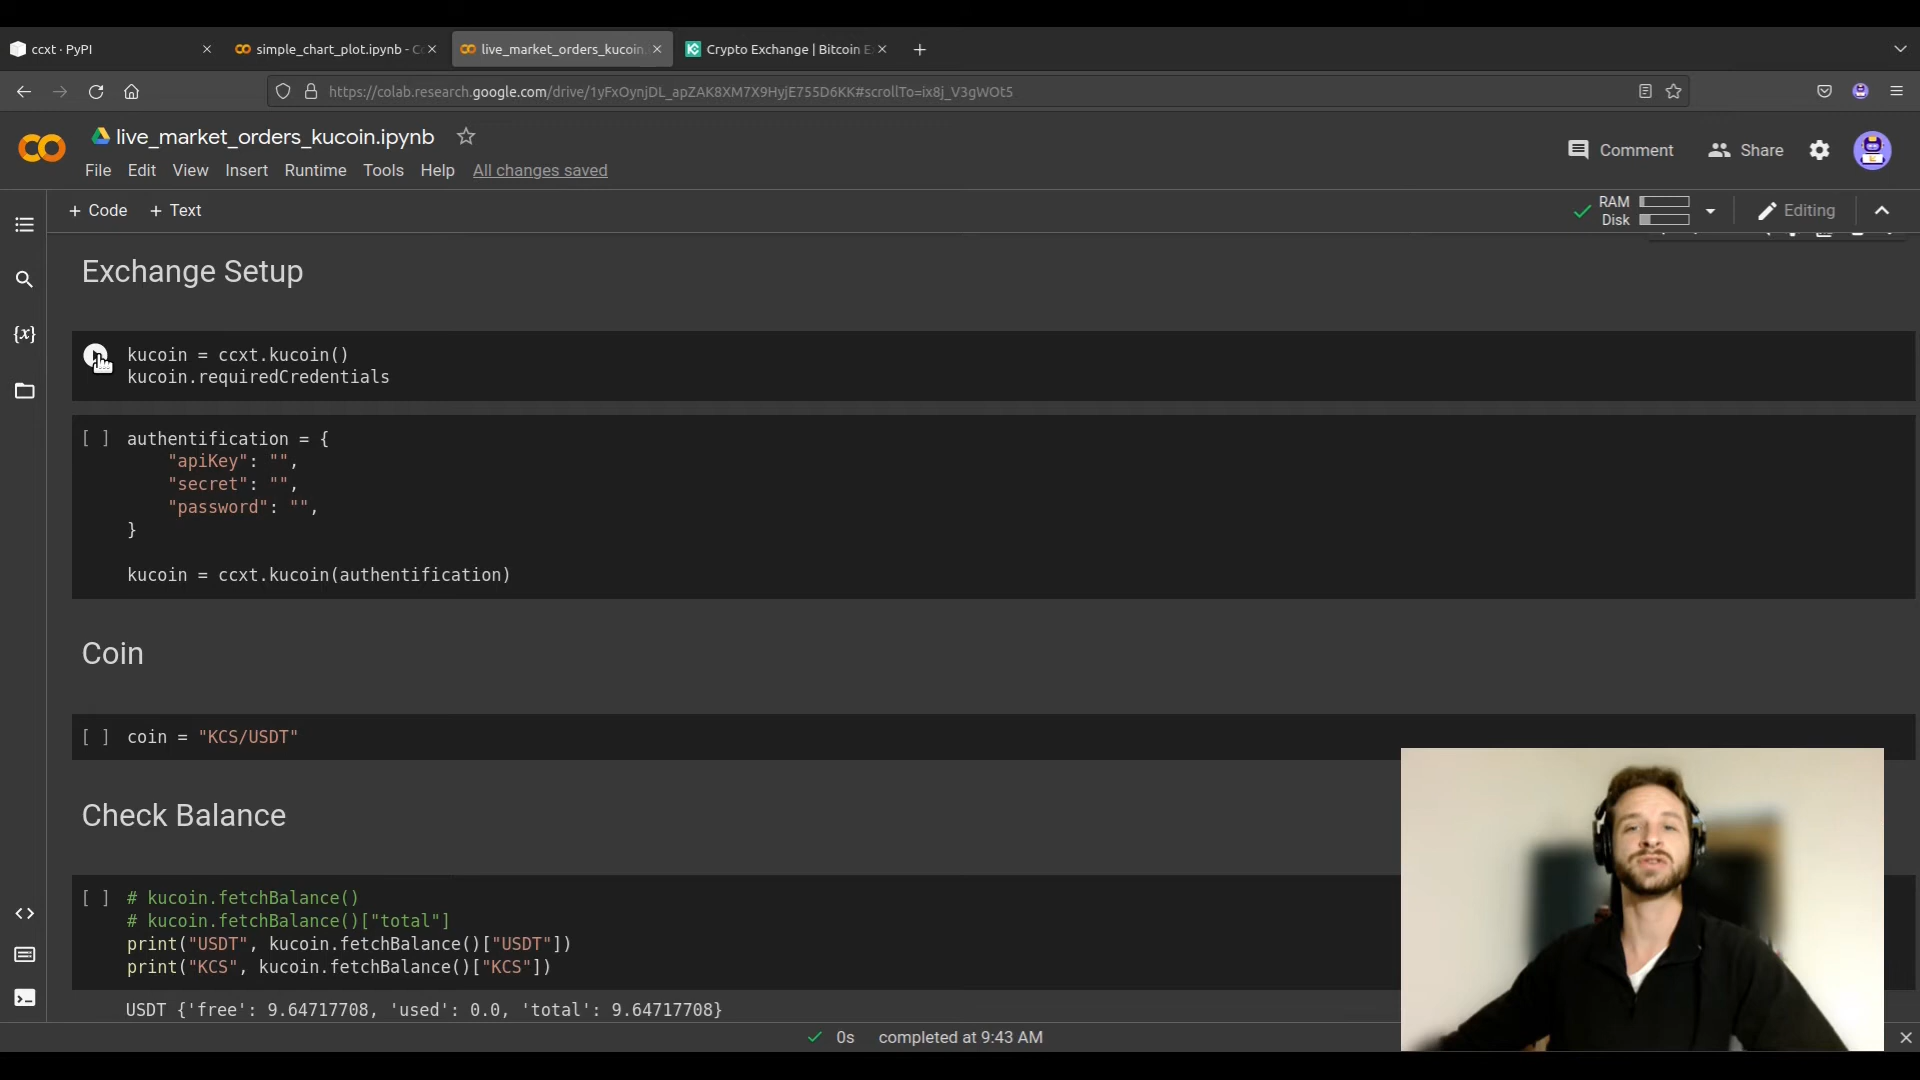 ccxt · PyPI
simple_chart_plot.ipynb - C
live_market_orders_kucoin.
Crypto Exchange | Bitcoin E
https://colab.research.google.com/drive/1yFxOynjDL_apZAK8XM7X9HyjE755D6KK#scrollTo=ix8j_V3gWOt5
live_market_orders_kucoin.ipynb
Comment
Share
File Edit View Insert Runtime Tools Help All changes saved
+ Code + Text
RAM
Disk
Editing
Exchange Setup
kucoin = ccxt.kucoin()
kucoin.requiredCredentials
[ ] authentification = {
"apiKey": "",
"secret": "",
"password": "",
}
kucoin = ccxt.kucoin(authentification)
Coin
[ ] coin = "KCS/USDT"
Check Balance
[ ] # kucoin.fetchBalance()
# kucoin.fetchBalance()["total"]
print("USDT", kucoin.fetchBalance()["USDT"])
print("KCS", kucoin.fetchBalance()["KCS"])
USDT {'free': 9.64717708, 'used': 0.0, 'total': 9.64717708}
0s completed at 9:43 AM